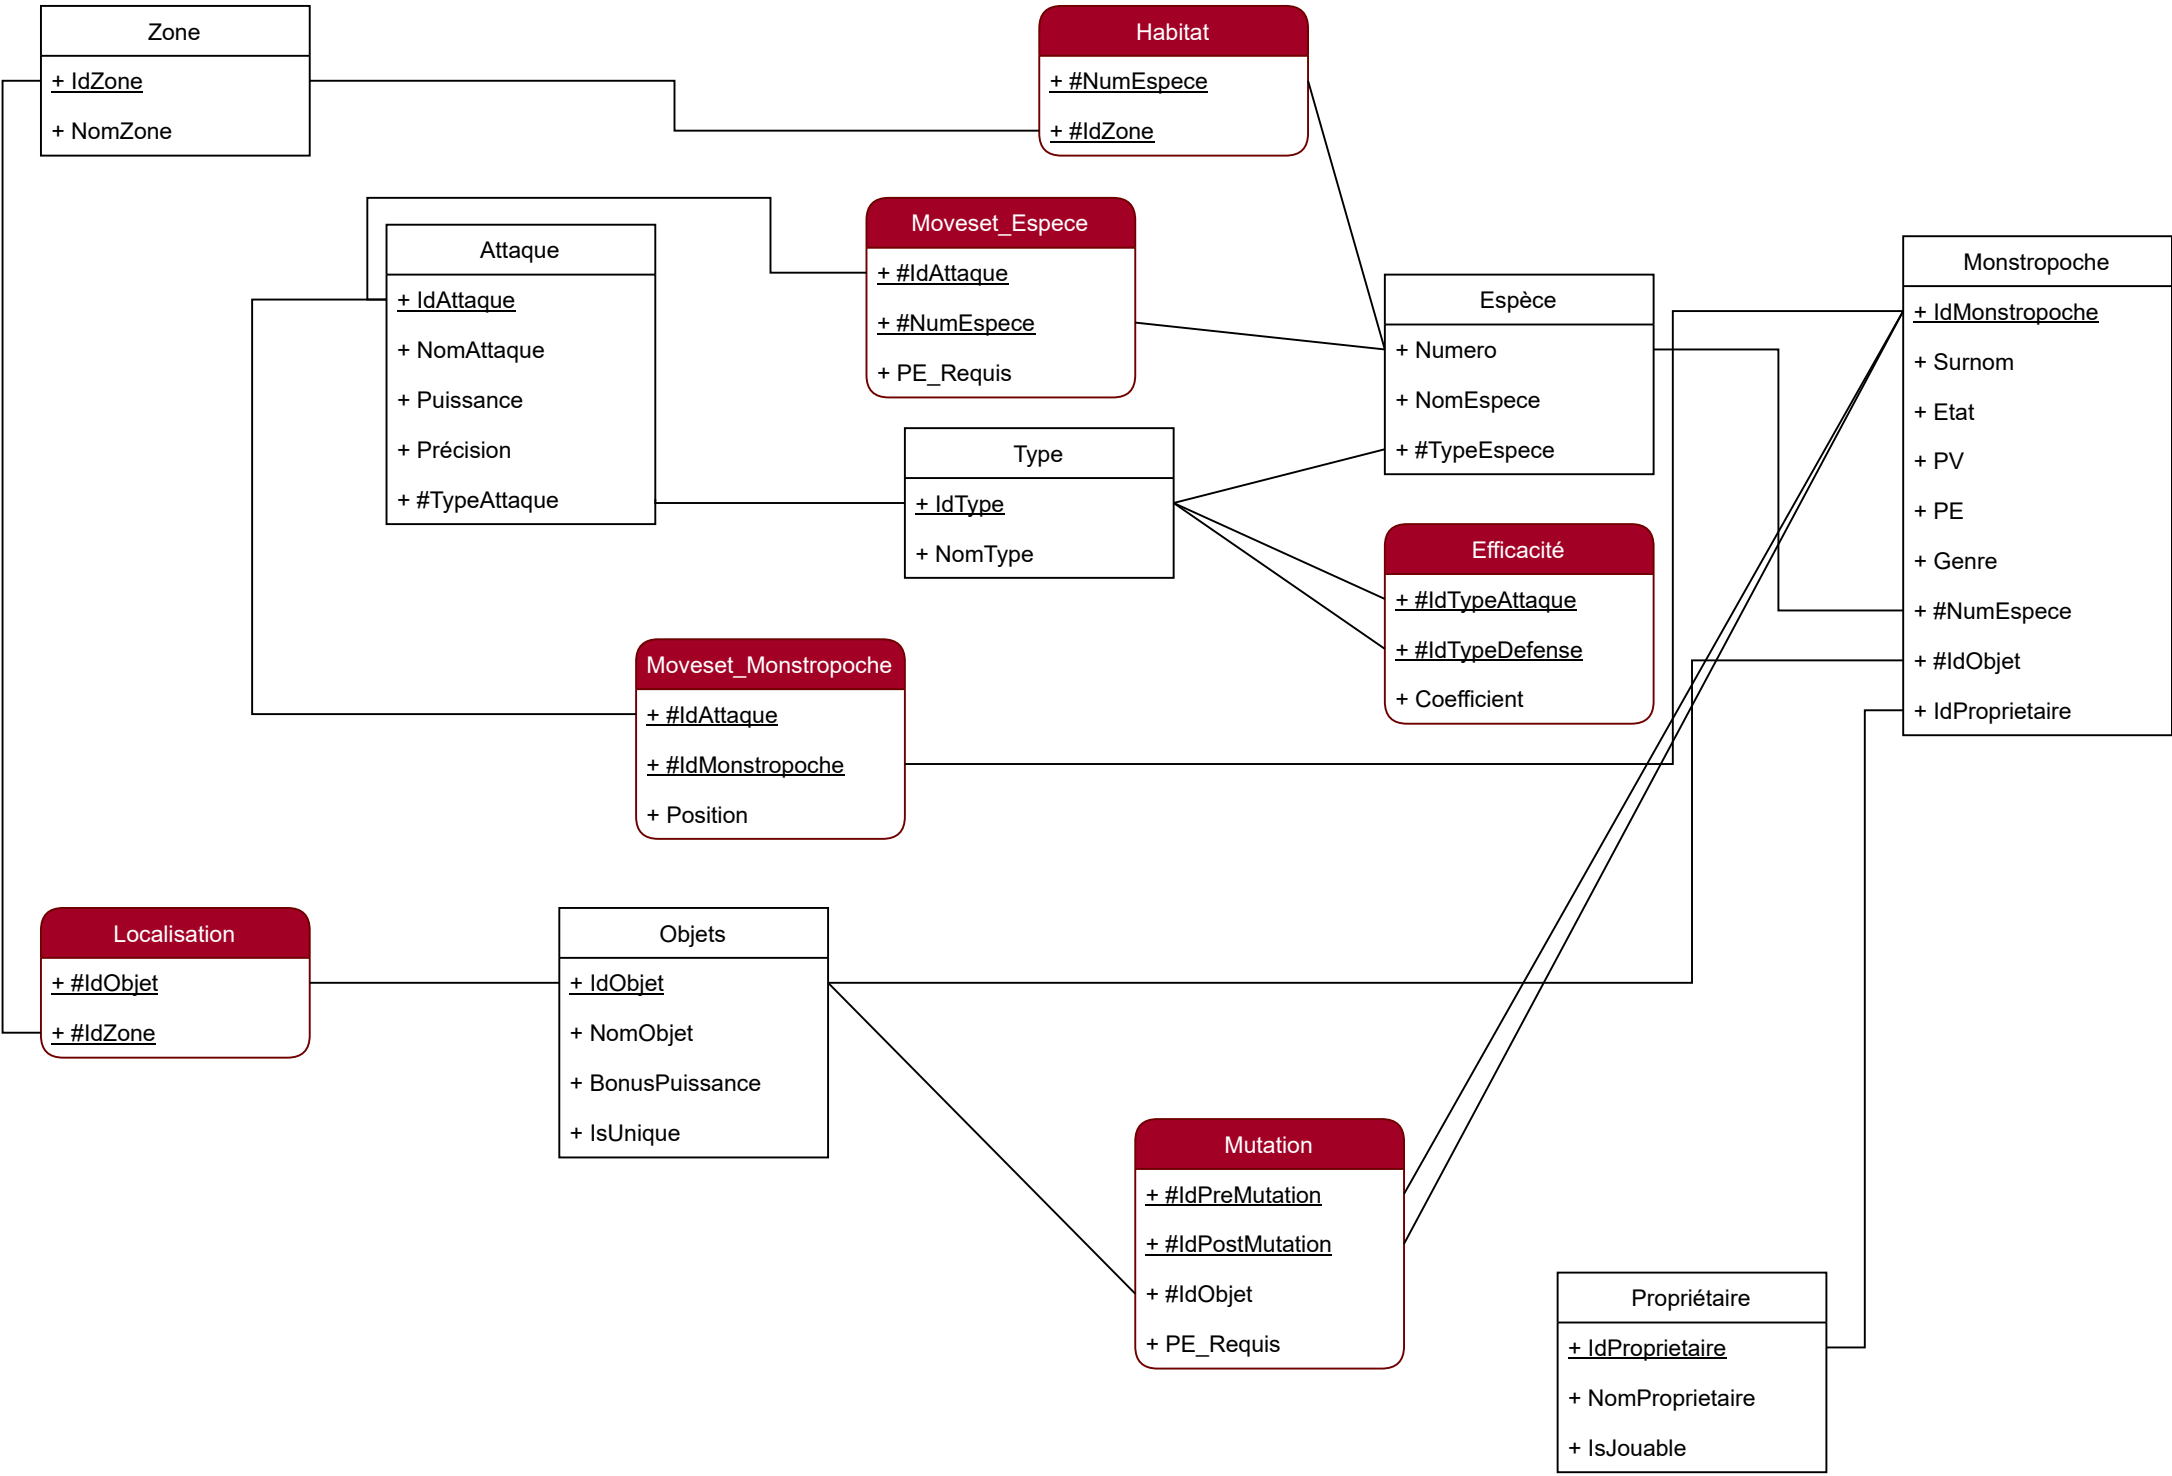 Zone
+ IdZone
+ NomZone
Habitat
+ #NumEspece
+ #IdZone
Attaque
+ IdAttaque
+ NomAttaque
+ Puissance
+ Précision
+ #TypeAttaque
Moveset_Espece
+ #IdAttaque
+ #NumEspece
+ PE_Requis
Espèce
+ Numero
+ NomEspece
+ #TypeEspece
Monstropoche
+ IdMonstropoche
+ Surnom
+ Etat
+ PV
+ PE
+ Genre
+ #NumEspece
+ #IdObjet
+ IdProprietaire
Type
+ IdType
+ NomType
Efficacité
+ #IdTypeAttaque
+ #IdTypeDefense
+ Coefficient
Moveset_Monstropoche
+ #IdAttaque
+ #IdMonstropoche
+ Position
Localisation
+ #IdObjet
+ #IdZone
Objets
+ IdObjet
+ NomObjet
+ BonusPuissance
+ IsUnique
Mutation
+ #IdPreMutation
+ #IdPostMutation
+ #IdObjet
+ PE_Requis
Propriétaire
+ IdProprietaire
+ NomProprietaire
+ IsJouable